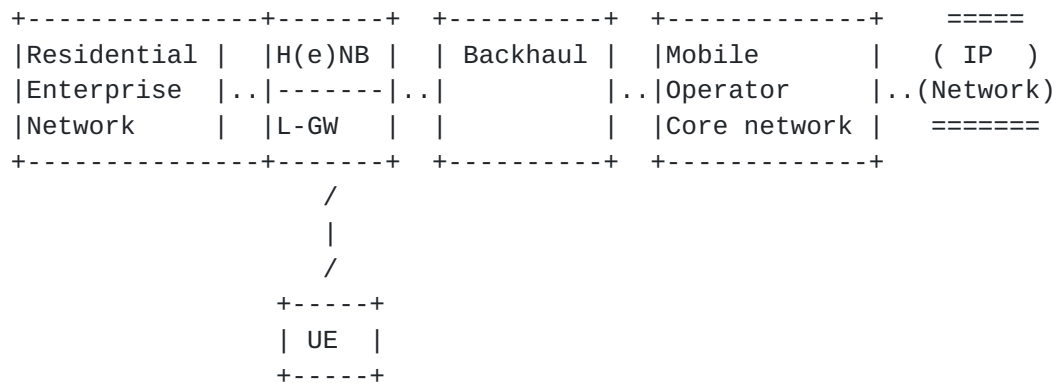 +---------------+-------+  +----------+  +-------------+    =====
|Residential |  |H(e)NB |  | Backhaul |  |Mobile       |   ( IP  )
|Enterprise  |..|-------|..|          |..|Operator     |..(Network)
|Network     |  |L-GW   |  |          |  |Core network |   =======
+---------------+-------+  +----------+  +-------------+
/
|
/
+-----+
| UE  |
+-----+